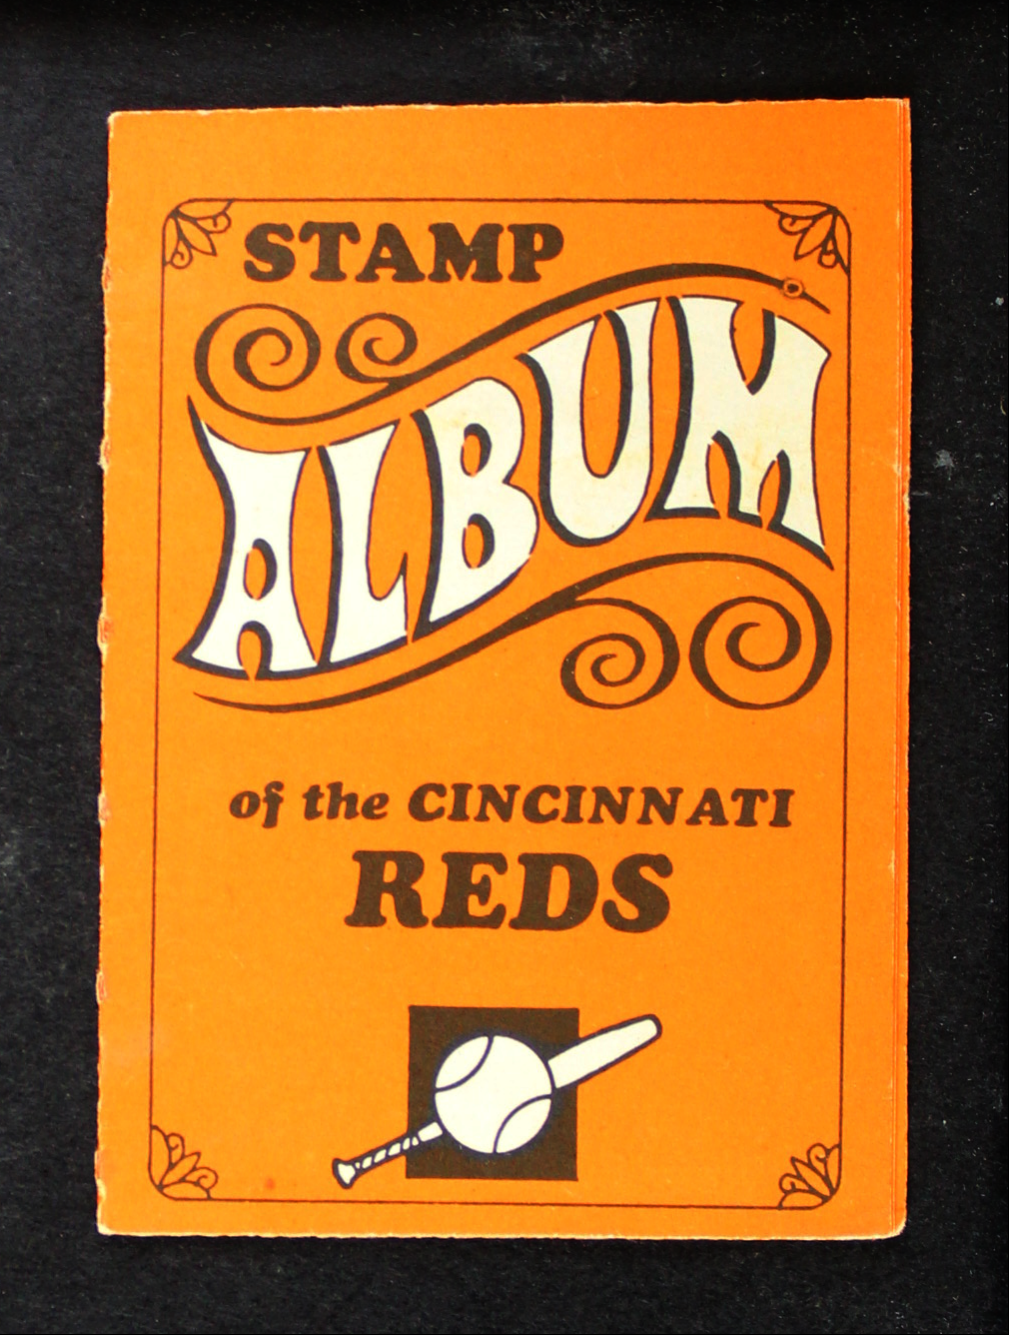 STAMP
ALBUM
of the CINCINNATI
REDS